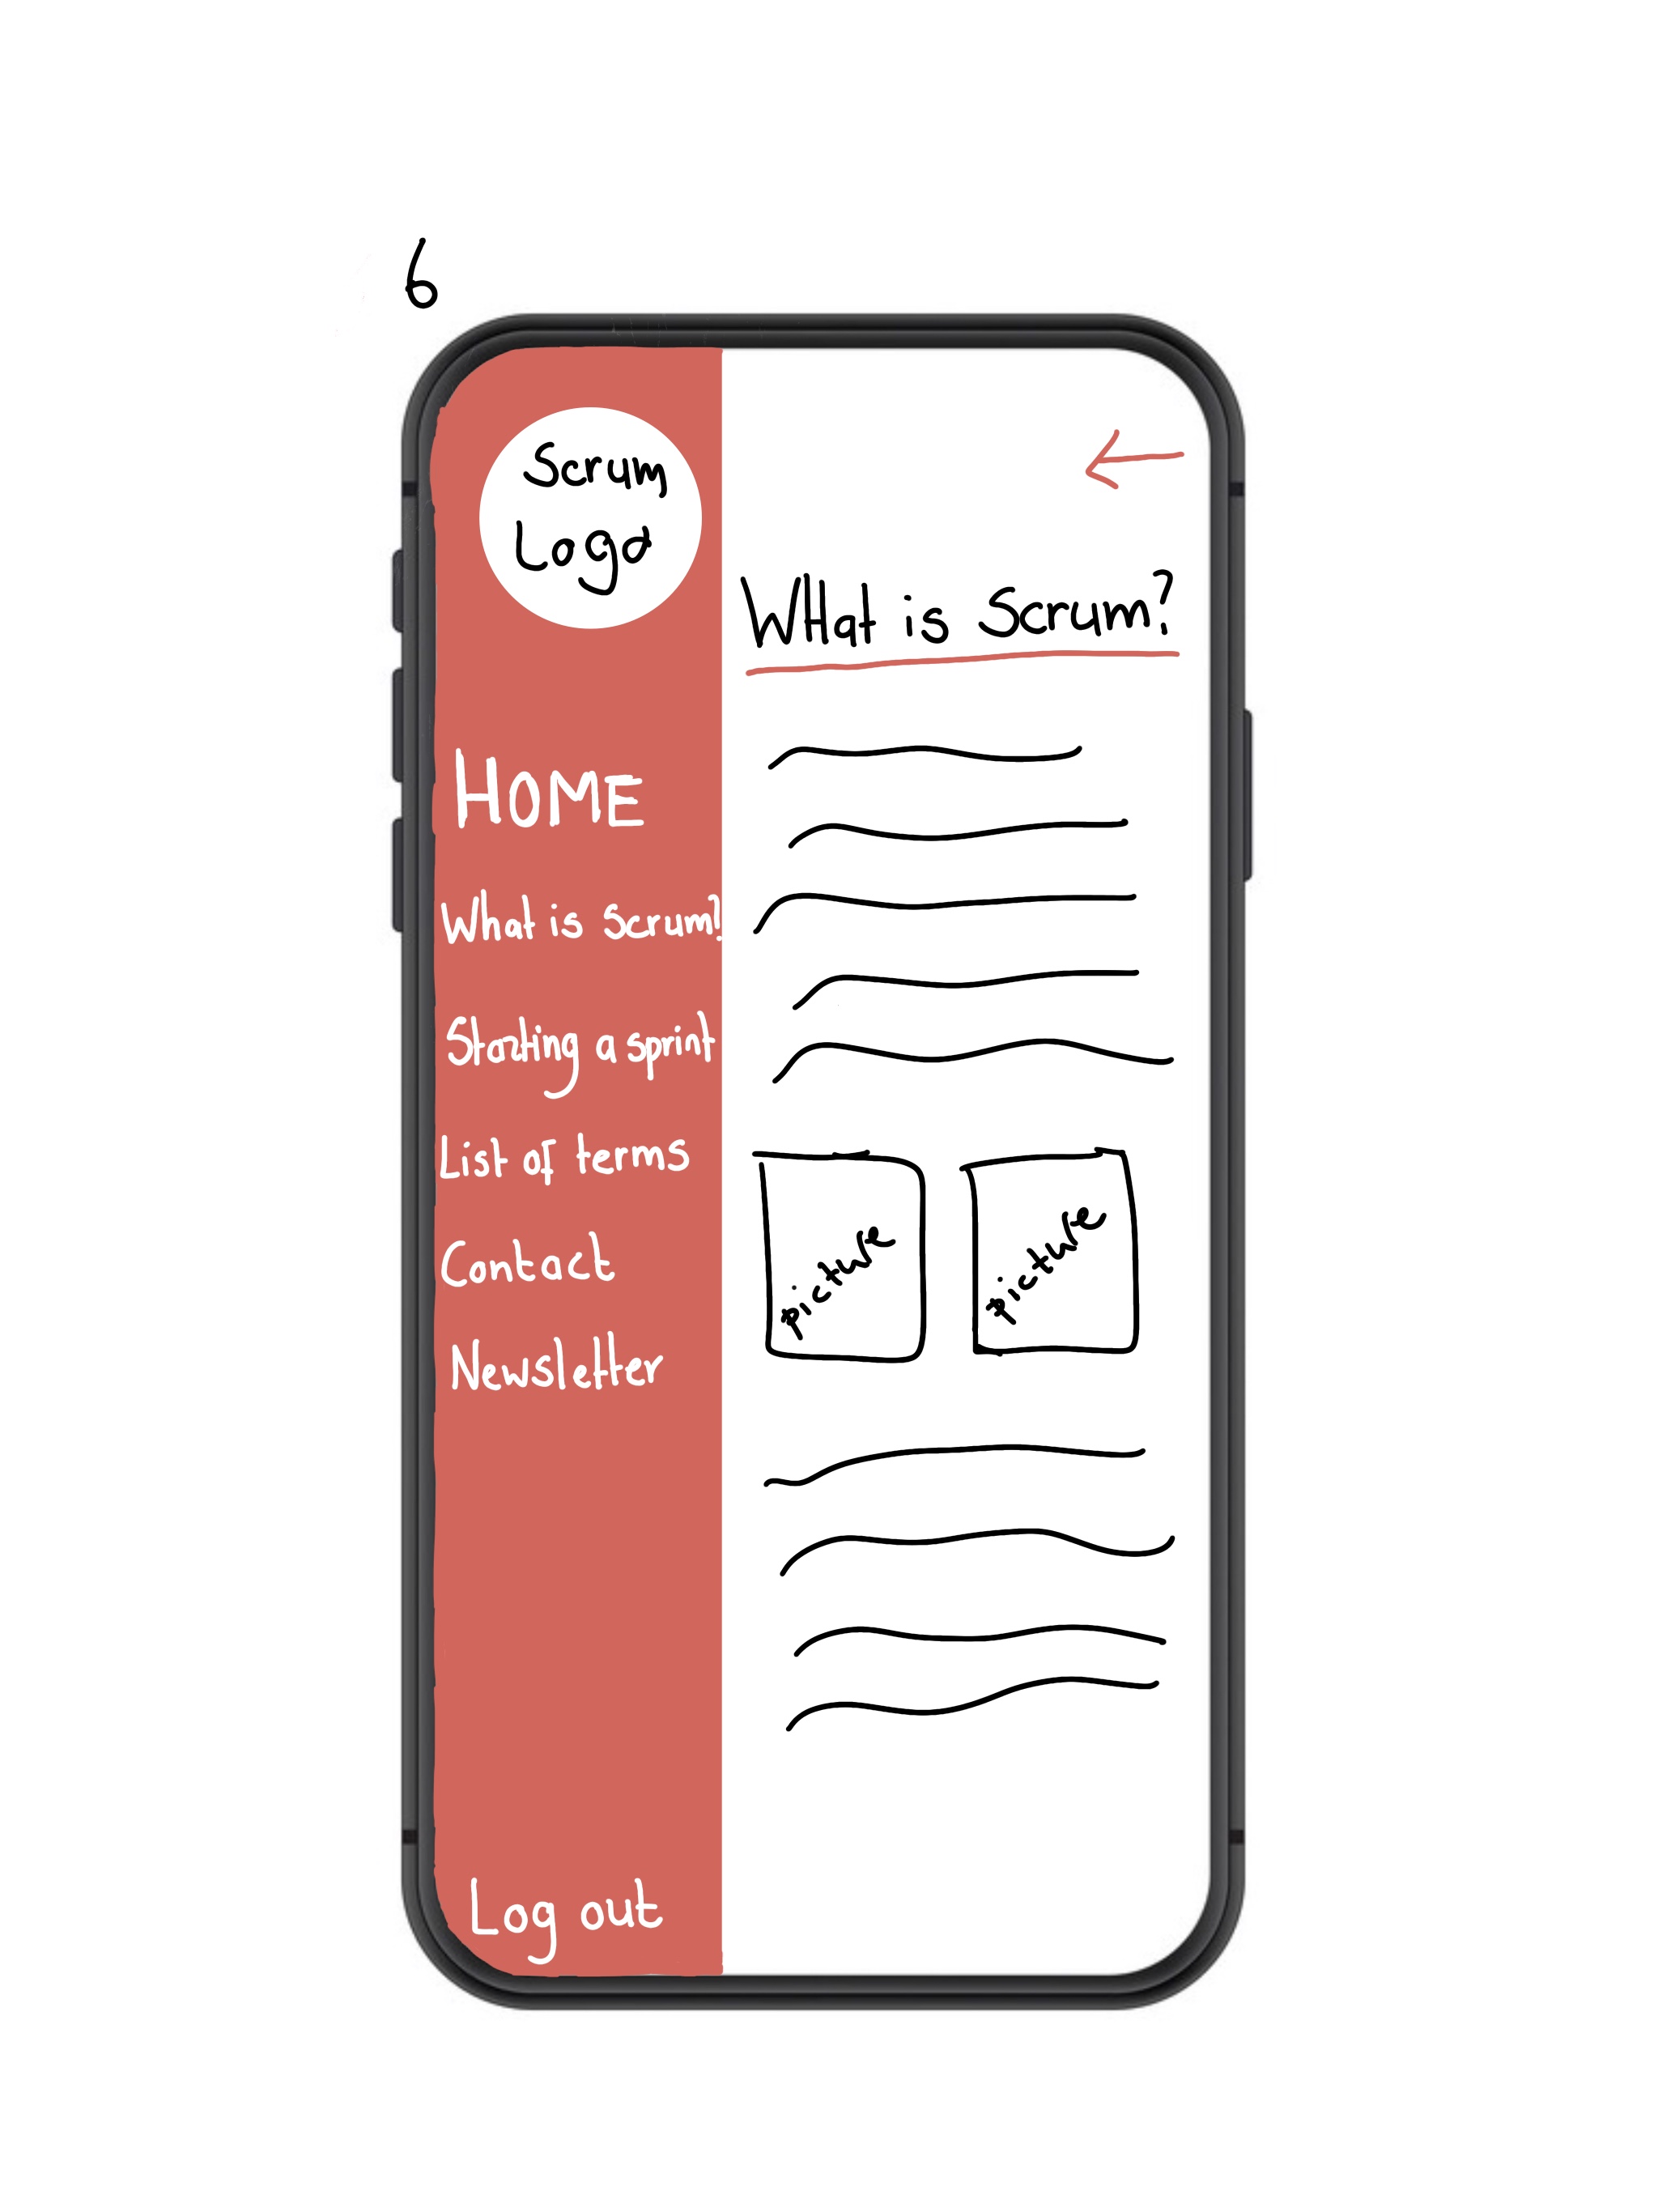 6
Scrum
Logo
HOME
What is Scrum?
Starting a sprint
List of terms
Contact
Newsletter
Log out
WHat is Scrum?
picture
picture